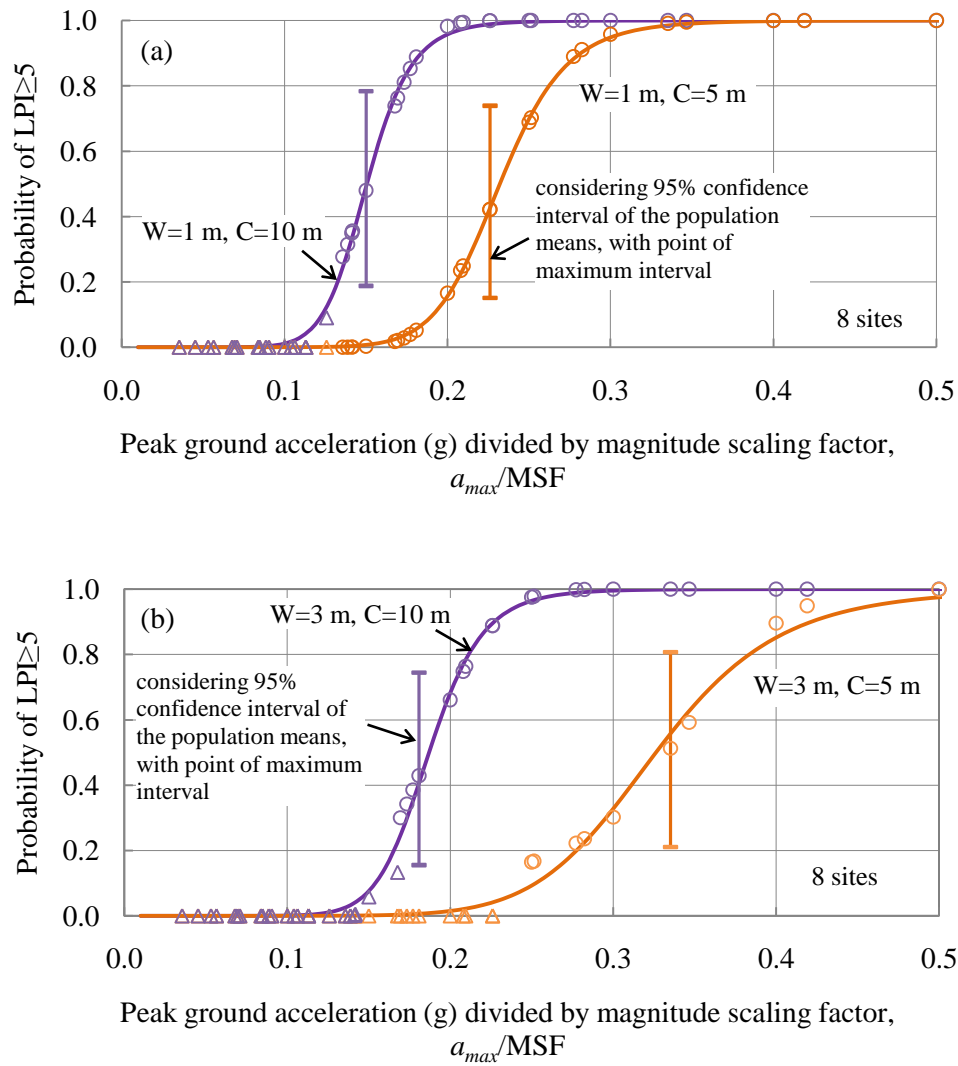 Probability of LPI≥5
1.0
0.8
0.6
0.4
0.2
0.0
(a)
W=1 m, C=5 m
considering 95% confidence
interval of the population
means, with point of
maximum interval
W=1 m, C=10 m
8 sites
0.0 0.1 0.2 0.3 0.4 0.5
Peak ground acceleration (g) divided by magnitude scaling factor,
a_max/MSF
Probability of LPI≥5
1.0
0.8
0.6
0.4
0.2
0.0
(b)
W=3 m, C=10 m
considering 95%
confidence interval of
the population means,
with point of maximum
interval
W=3 m, C=5 m
8 sites
0.0 0.1 0.2 0.3 0.4 0.5
Peak ground acceleration (g) divided by magnitude scaling factor,
a_max/MSF